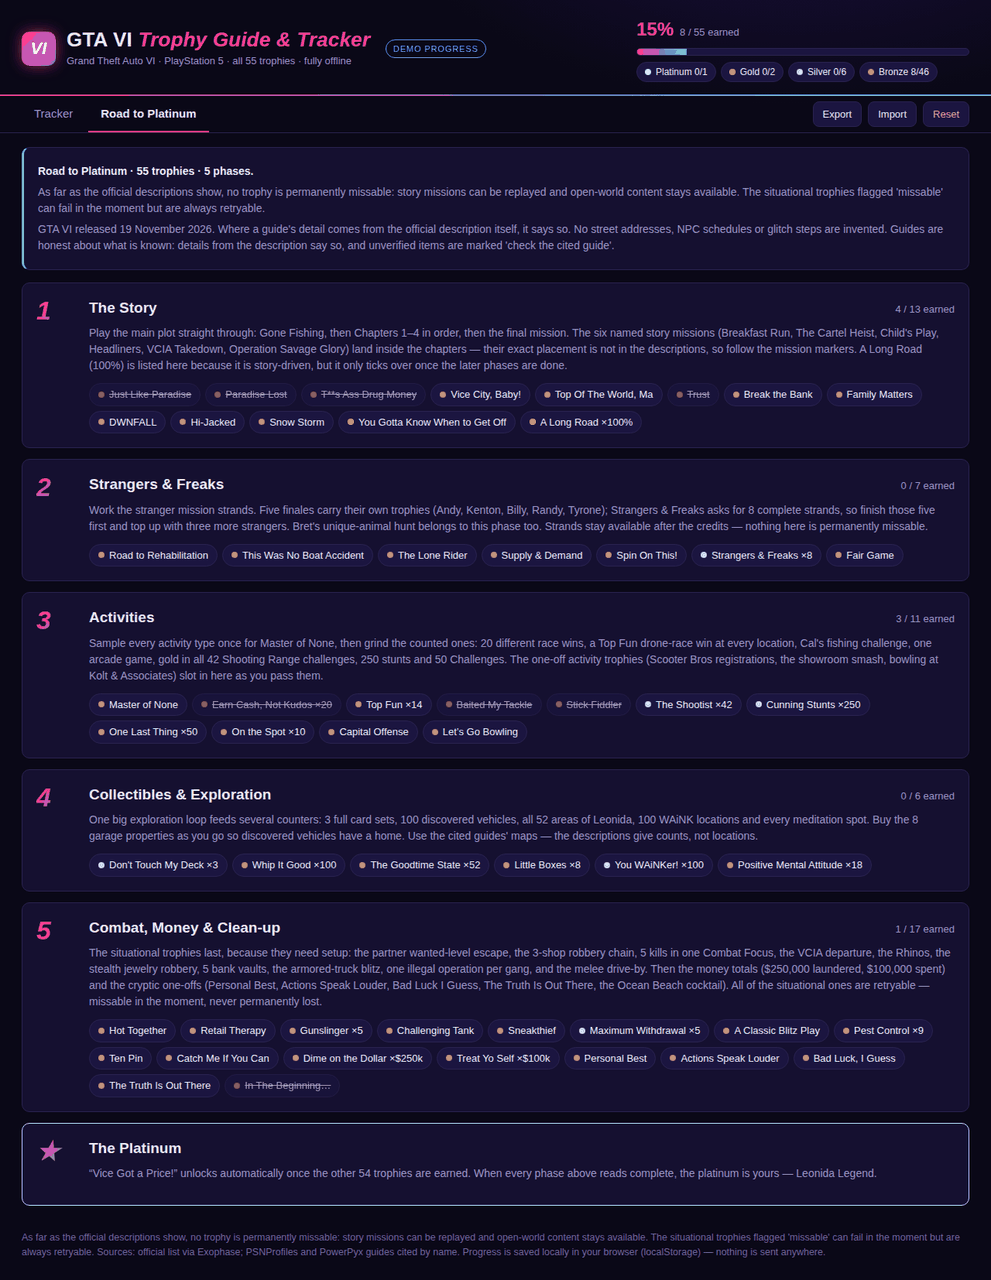 VI
GTA VI Trophy Guide & Tracker
Grand Theft Auto VI · PlayStation 5 · all 55 trophies · fully offline
DEMO PROGRESS
15% 8 / 55 earned
Platinum 0/1 Gold 0/2 Silver 0/6 Bronze 8/46
Tracker Road to Platinum
Export Import Reset
Road to Platinum · 55 trophies · 5 phases.
As far as the official descriptions show, no trophy is permanently missable: story missions can be replayed and open-world content stays available. The situational trophies flagged 'missable'
can fail in the moment but are always retryable.
GTA VI released 19 November 2026. Where a guide's detail comes from the official description itself, it says so. No street addresses, NPC schedules or glitch steps are invented. Guides are
honest about what is known: details from the description say so, and unverified items are marked 'check the cited guide'.
1 The Story 4 / 13 earned
Play the main plot straight through: Gone Fishing, then Chapters 1–4 in order, then the final mission. The six named story missions (Breakfast Run, The Cartel Heist, Child's Play,
Headliners, VCIA Takedown, Operation Savage Glory) land inside the chapters — their exact placement is not in the descriptions, so follow the mission markers. A Long Road
(100%) is listed here because it is story-driven, but it only ticks over once the later phases are done.
Just Like Paradise Paradise Lost T**s Ass Drug Money Vice City, Baby! Top Of The World, Ma Trust Break the Bank Family Matters
DWNFALL Hi-Jacked Snow Storm You Gotta Know When to Get Off A Long Road ×100%
2 Strangers & Freaks 0 / 7 earned
Work the stranger mission strands. Five finales carry their own trophies (Andy, Kenton, Billy, Randy, Tyrone); Strangers & Freaks asks for 8 complete strands, so finish those five
first and top up with three more strangers. Bret's unique-animal hunt belongs to this phase too. Strands stay available after the credits — nothing here is permanently missable.
Road to Rehabilitation This Was No Boat Accident The Lone Rider Supply & Demand Spin On This! Strangers & Freaks ×8 Fair Game
3 Activities 3 / 11 earned
Sample every activity type once for Master of None, then grind the counted ones: 20 different race wins, a Top Fun drone-race win at every location, Cal's fishing challenge, one
arcade game, gold in all 42 Shooting Range challenges, 250 stunts and 50 Challenges. The one-off activity trophies (Scooter Bros registrations, the showroom smash, bowling at
Kolt & Associates) slot in here as you pass them.
Master of None Earn Cash, Not Kudos ×20 Top Fun ×14 Baited My Tackle Stick Fiddler The Shootist ×42 Cunning Stunts ×250
One Last Thing ×50 On the Spot ×10 Capital Offense Let's Go Bowling
4 Collectibles & Exploration 0 / 6 earned
One big exploration loop feeds several counters: 3 full card sets, 100 discovered vehicles, all 52 areas of Leonida, 100 WAiNK locations and every meditation spot. Buy the 8
garage properties as you go so discovered vehicles have a home. Use the cited guides' maps — the descriptions give counts, not locations.
Don't Touch My Deck ×3 Whip It Good ×100 The Goodtime State ×52 Little Boxes ×8 You WAiNKer! ×100 Positive Mental Attitude ×18
5 Combat, Money & Clean-up 1 / 17 earned
The situational trophies last, because they need setup: the partner wanted-level escape, the 3-shop robbery chain, 5 kills in one Combat Focus, the VCIA departure, the Rhinos, the
stealth jewelry robbery, 5 bank vaults, the armored-truck blitz, one illegal operation per gang, and the melee drive-by. Then the money totals ($250,000 laundered, $100,000 spent)
and the cryptic one-offs (Personal Best, Actions Speak Louder, Bad Luck I Guess, The Truth Is Out There, the Ocean Beach cocktail). All of the situational ones are retryable —
missable in the moment, never permanently lost.
Hot Together Retail Therapy Gunslinger ×5 Challenging Tank Sneakthief Maximum Withdrawal ×5 A Classic Blitz Play Pest Control ×9
Ten Pin Catch Me If You Can Dime on the Dollar ×$250k Treat Yo Self ×$100k Personal Best Actions Speak Louder Bad Luck, I Guess
The Truth Is Out There In The Beginning…
The Platinum
“Vice Got a Price!” unlocks automatically once the other 54 trophies are earned. When every phase above reads complete, the platinum is yours — Leonida Legend.
As far as the official descriptions show, no trophy is permanently missable: story missions can be replayed and open-world content stays available. The situational trophies flagged 'missable' can fail in the moment but are
always retryable. Sources: official list via Exophase; PSNProfiles and PowerPyx guides cited by name. Progress is saved locally in your browser (localStorage) — nothing is sent anywhere.